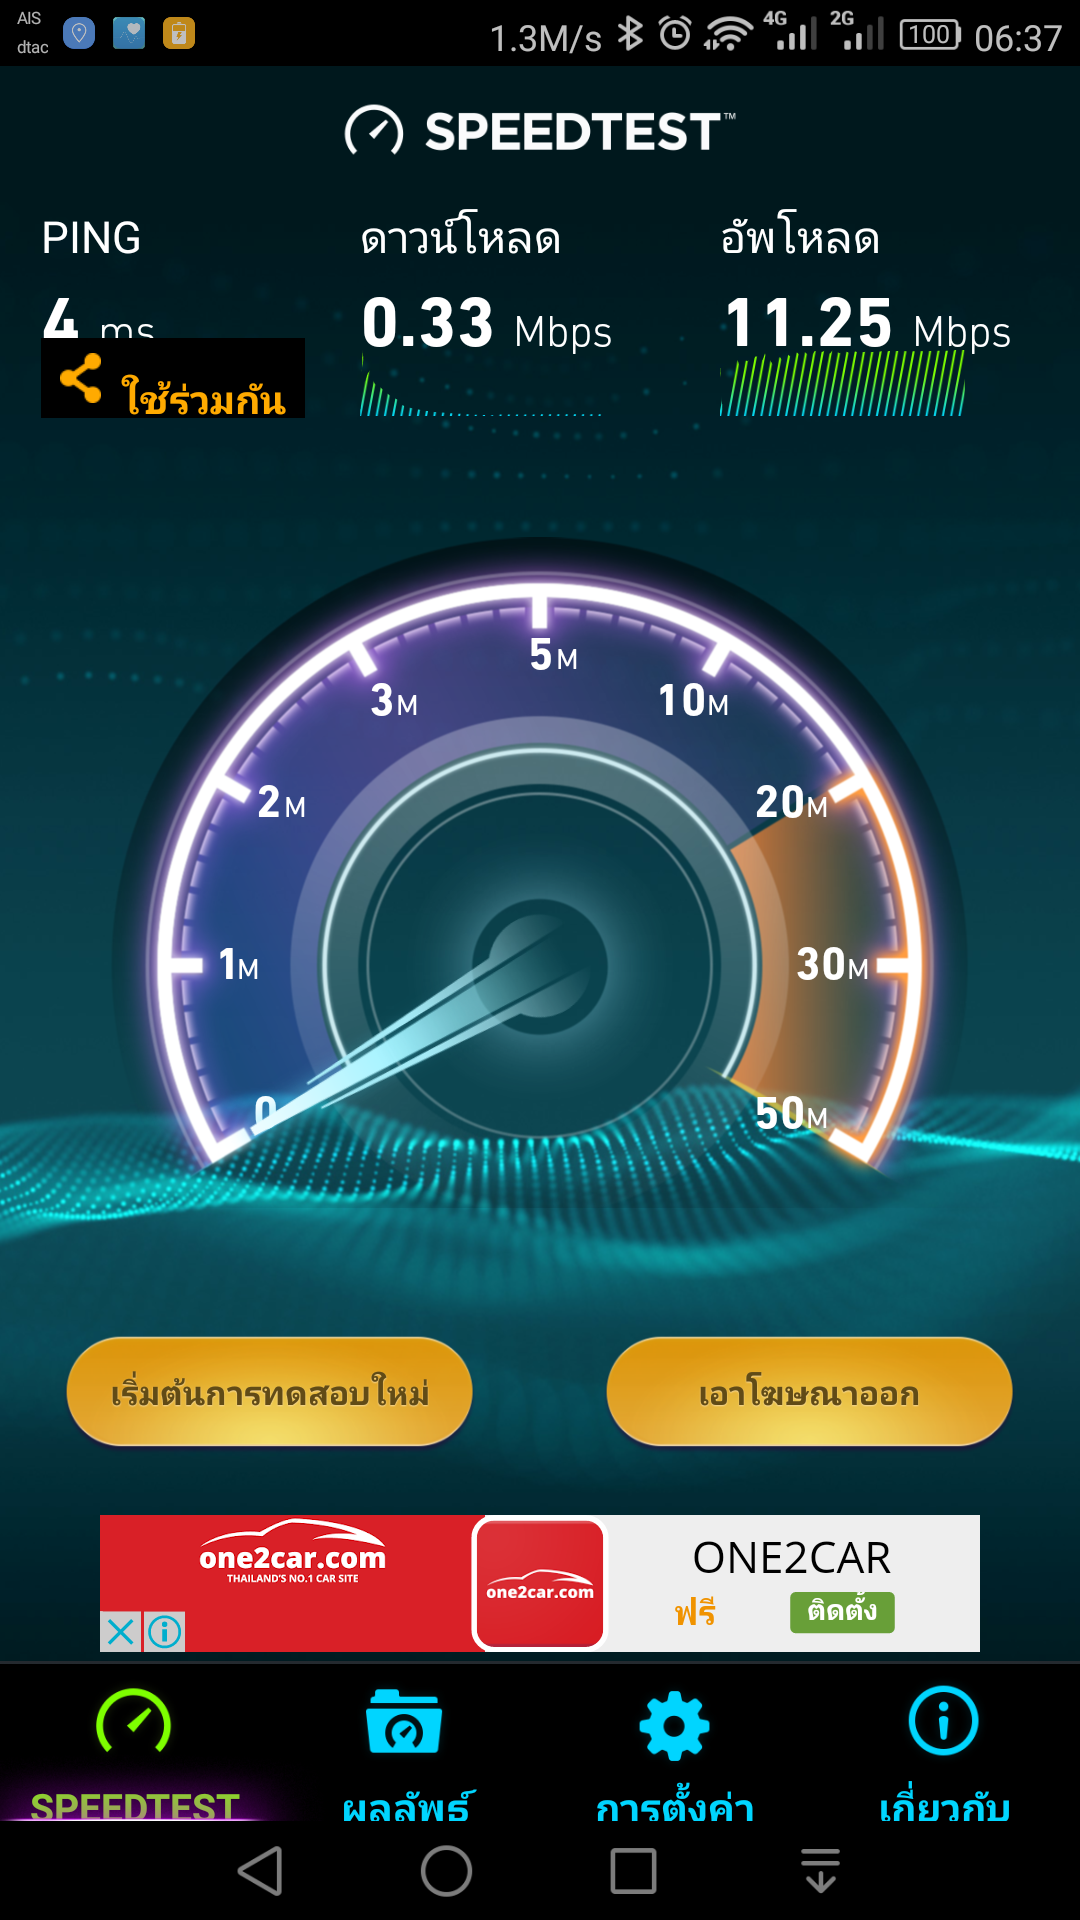 AIS
dtac
1.3M/s 4G 2G 100 06:37
SPEEDTEST™
PING ดาวน์โหลด อัพโหลด
4 ms 0.33 Mbps 11.25 Mbps
ใช้ร่วมกัน
5M
3M 10M
2M 20M
1M 30M
0 50M
เริ่มต้นการทดสอบใหม่ เอาโฆษณาออก
one2car.com
THAILAND'S NO.1 CAR SITE
one2car.com
ONE2CAR
ฟรี ติดตั้ง
SPEEDTEST ผลลัพธ์ การตั้งค่า เกี่ยวกับ